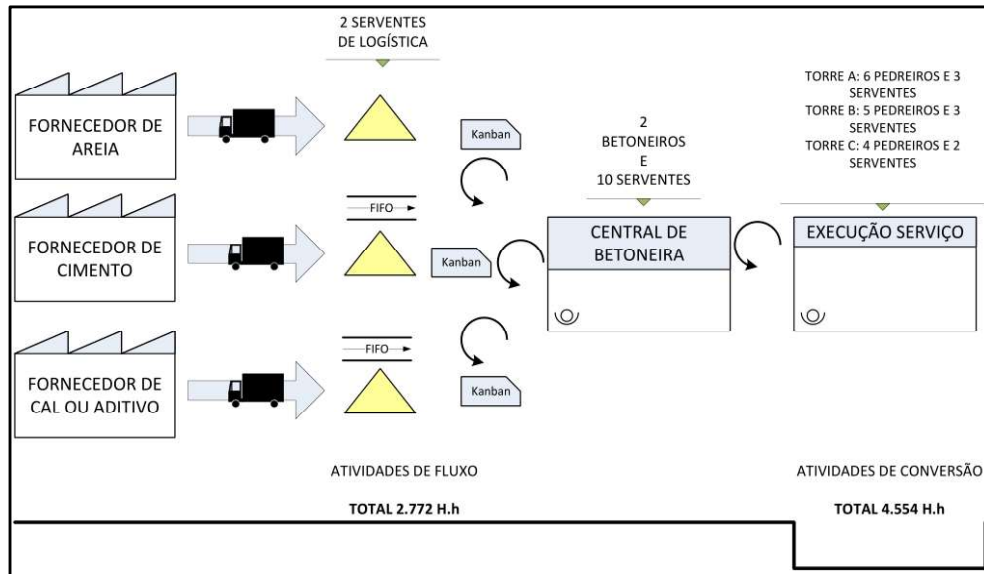 2 SERVENTES
DE LOGÍSTICA
FORNECEDOR DE
AREIA
Kanban
2
BETONEIROS
E
10 SERVENTES
TORRE A: 6 PEDREIROS E 3
SERVENTES
TORRE B: 5 PEDREIROS E 3
SERVENTES
TORRE C: 4 PEDREIROS E 2
SERVENTES
FORNECEDOR DE
CIMENTO
FIFO
Kanban
CENTRAL DE
BETONEIRA
EXECUÇÃO SERVIÇO
FORNECEDOR DE
CAL OU ADITIVO
FIFO
Kanban
ATIVIDADES DE FLUXO
ATIVIDADES DE CONVERSÃO
TOTAL 2.772 H.h
TOTAL 4.554 H.h